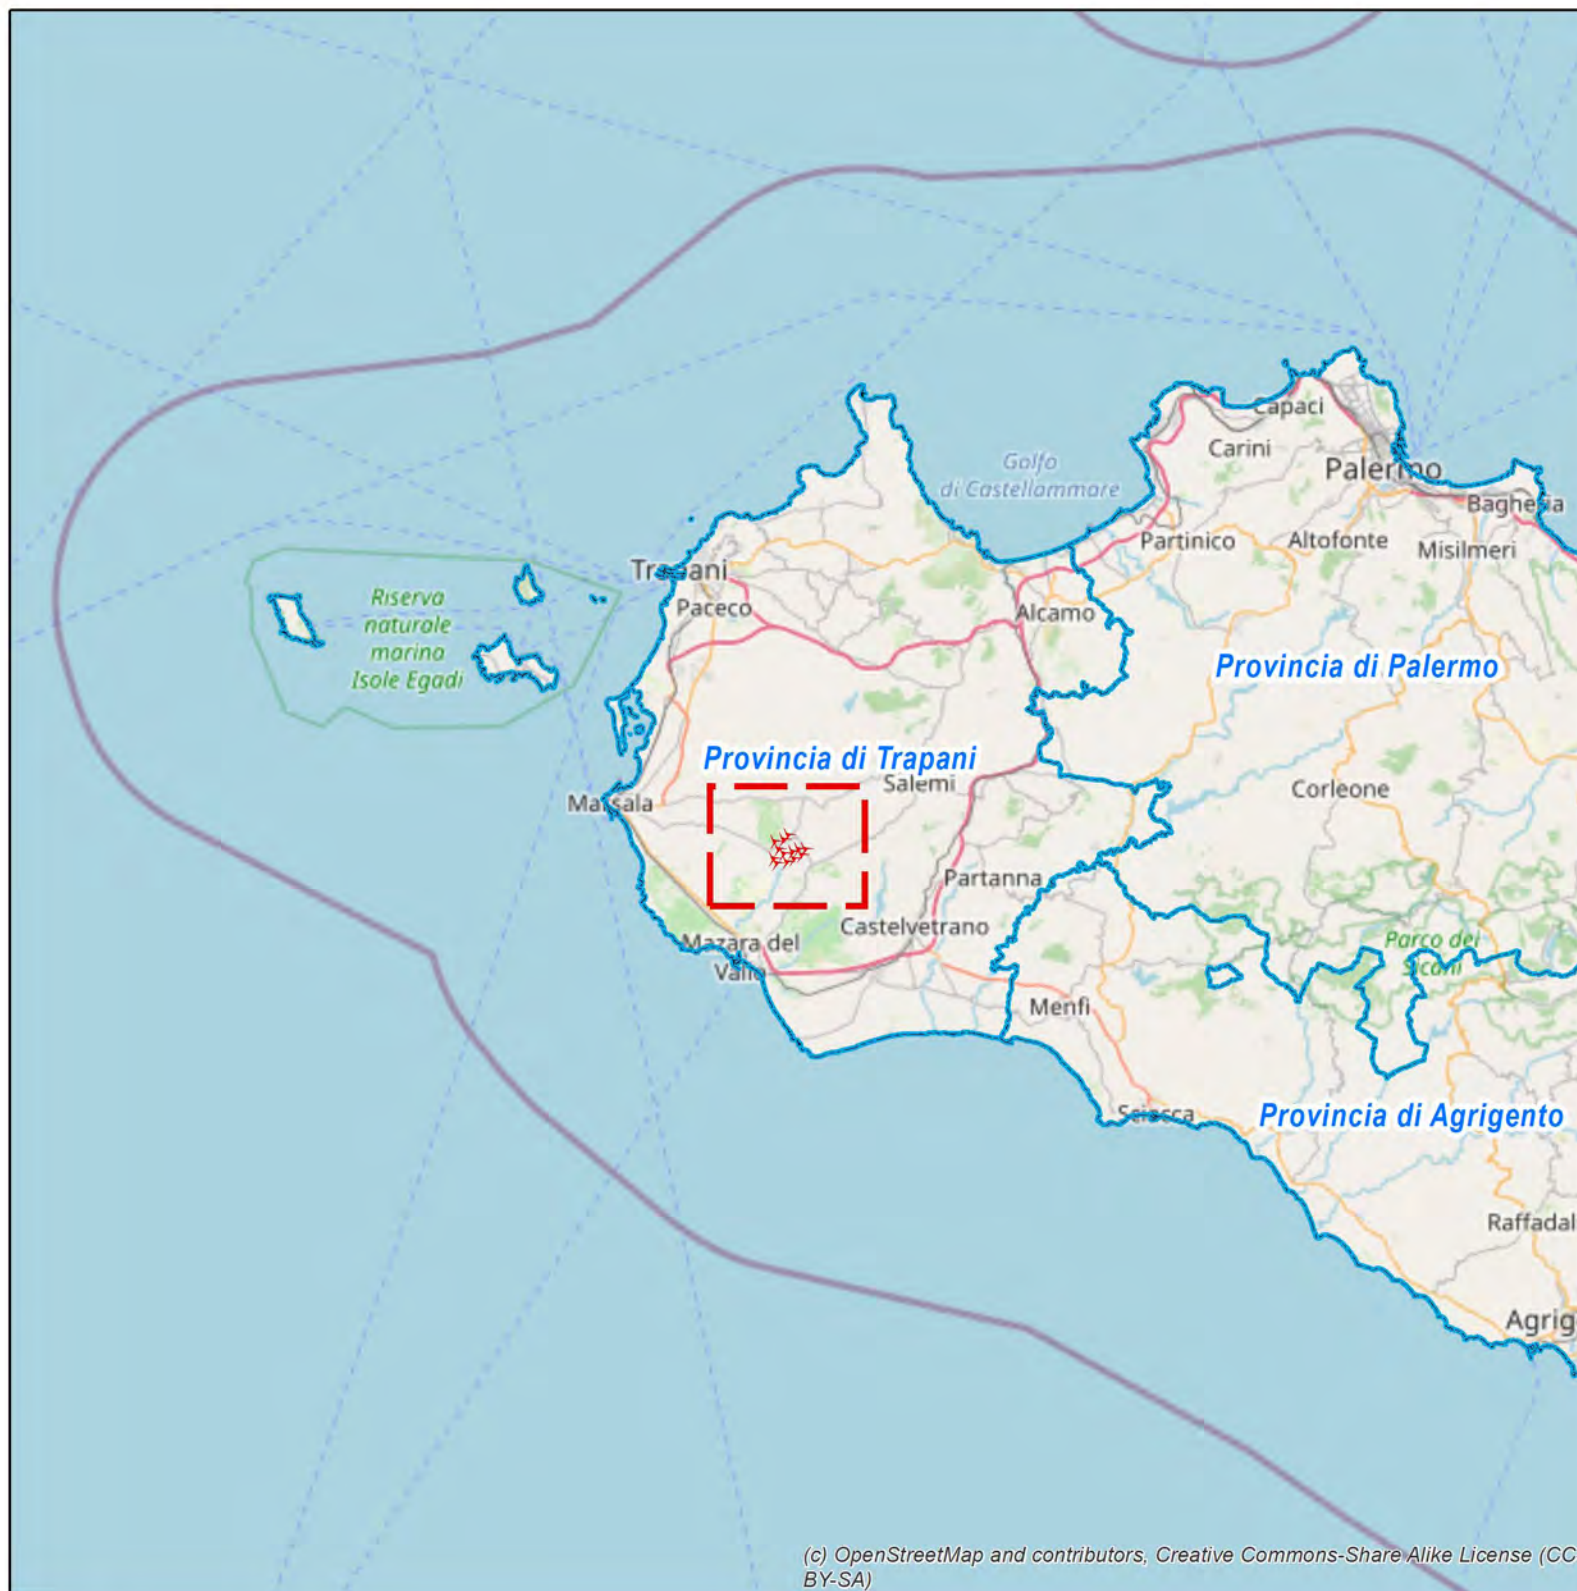 Capaci
Carini
Palermo
Golfo
di Castellammare
Bagheria
Partinico
Altofonte
Misilmeri
Trapani
Paceco
Alcamo
Riserva
naturale
marina
Isole Egadi
Provincia di Palermo
Provincia di Trapani
Salemi
Corleone
Marsala
Partanna
Castelvetrano
Mazara del
Vallo
Parco dei
Sicani
Menfi
Sciacca
Provincia di Agrigento
Raffadal
Agrig
(c) OpenStreetMap and contributors, Creative Commons-Share Alike License (CC
BY-SA)